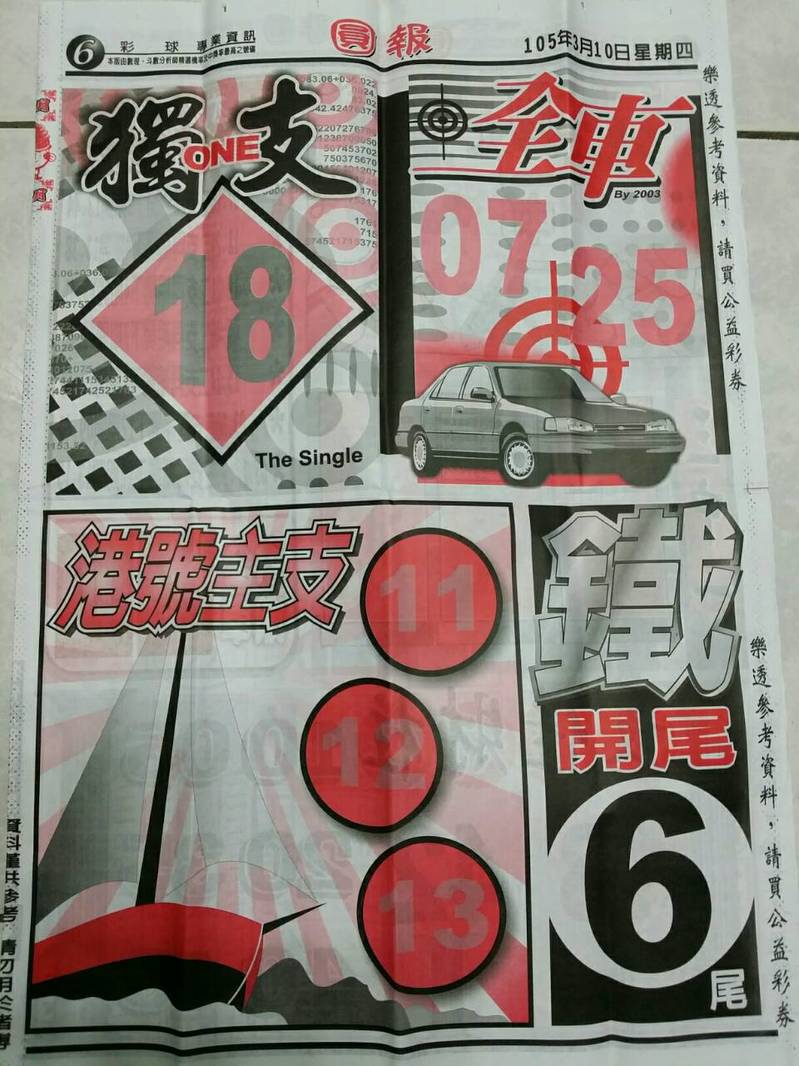 6 彩球專業資訊
圓報
105年3月10日星期四
獨ONE支
18
The Single
全車
By 2003
07
25
樂透參考資料，請買公益彩券
港號主支
11
12
13
鐵
開尾
6
尾
樂透參考資料，請買公益彩券